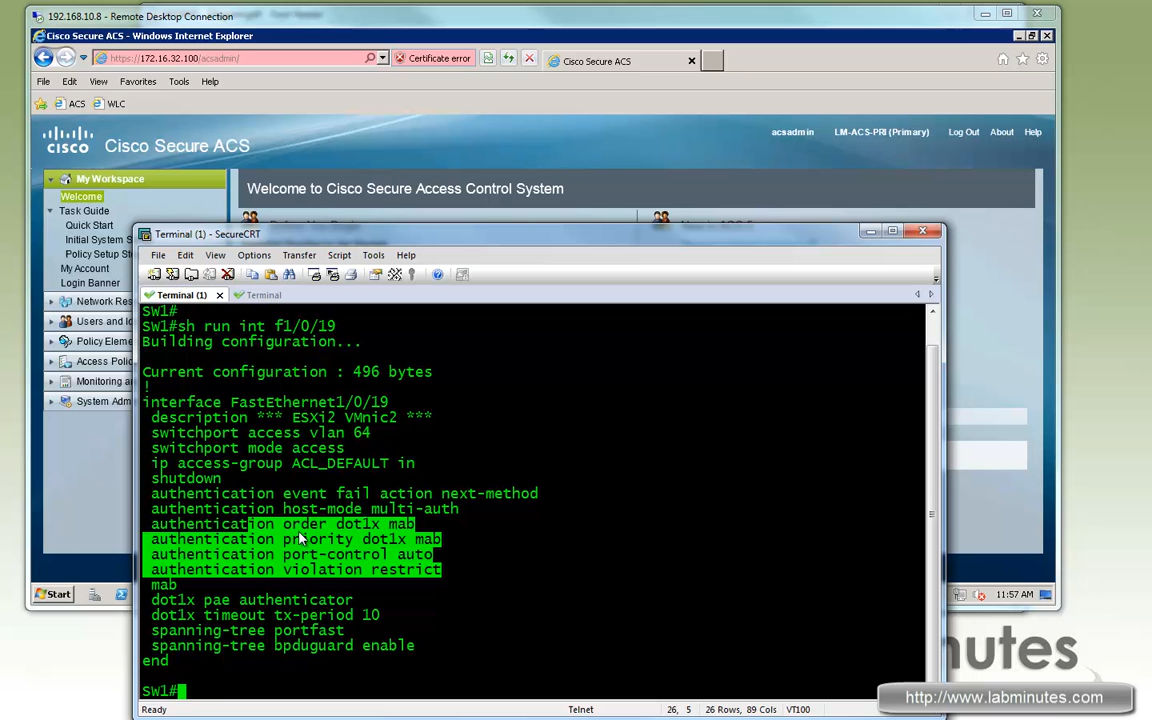 192.168.10.8 - Remote Desktop Connection
Cisco Secure ACS - Windows Internet Explorer
https://172.16.32.100/acsadmin/
Certificate error
Cisco Secure ACS
File Edit View Favorites Tools Help
ACS WLC
CISCO Cisco Secure ACS
acsadmin LM-ACS-PRI (Primary) Log Out About Help
My Workspace
Welcome
Task Guide
Quick Start
Initial System S
Policy Setup St
My Account
Login Banner
Network Res
Users and Id
Policy Eleme
Access Polic
Monitoring a
System Adm
Welcome to Cisco Secure Access Control System
Terminal (1) - SecureCRT
File Edit View Options Transfer Script Tools Help
Terminal (1) Terminal
SW1#
SW1#sh run int f1/0/19
Building configuration...
Current configuration : 496 bytes
!
interface FastEthernet1/0/19
description *** ESXi2 VMnic2 ***
switchport access vlan 64
switchport mode access
ip access-group ACL_DEFAULT in
shutdown
authentication event fail action next-method
authentication host-mode multi-auth
authentication order dot1x mab
authentication priority dot1x mab
authentication port-control auto
authentication violation restrict
mab
dot1x pae authenticator
dot1x timeout tx-period 10
spanning-tree portfast
spanning-tree bpduguard enable
end
SW1#
Ready Telnet 26, 5 26 Rows, 89 Cols VT100
Start
11:57 AM
nutes
http://www.labminutes.com